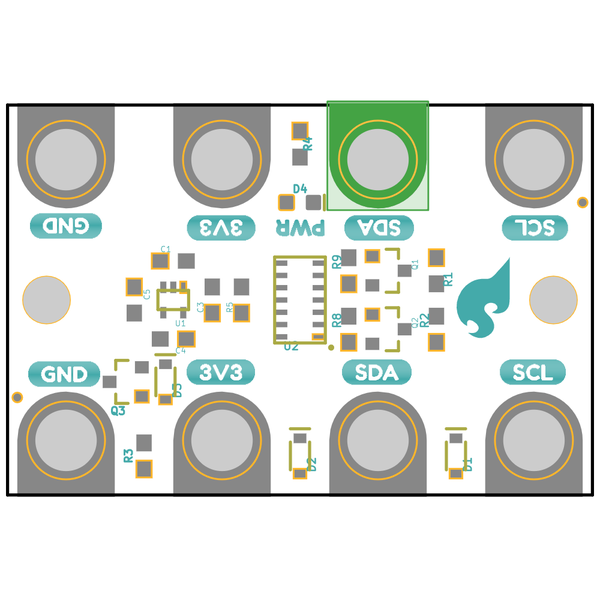 R4
D4
GND
3V3
PWR
SDA
SCL
C1
R9
Q1
R1
C5
C3
R5
U1
R8
Q2
R2
U2
C4
GND
3V3
SDA
SCL
D3
Q3
R3
D2
D1